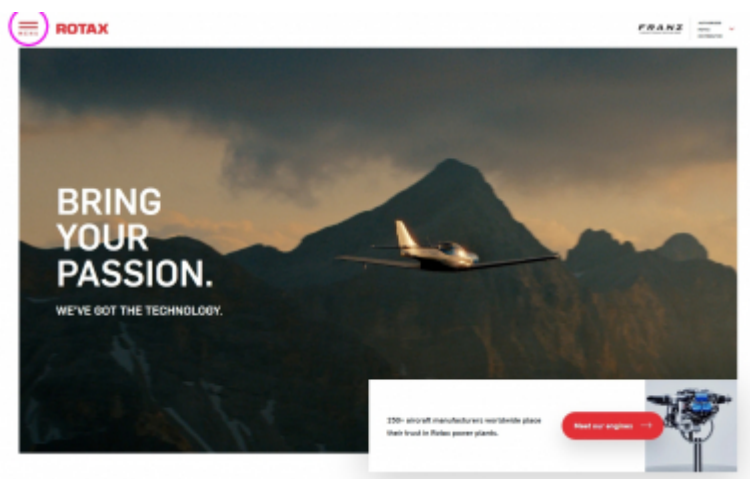 MENU
ROTAX
FRANZ
BRING
YOUR
PASSION.
WE'VE GOT THE TECHNOLOGY.
250+ aircraft manufacturers worldwide place
their trust in Rotax power plants.
Meet our engines